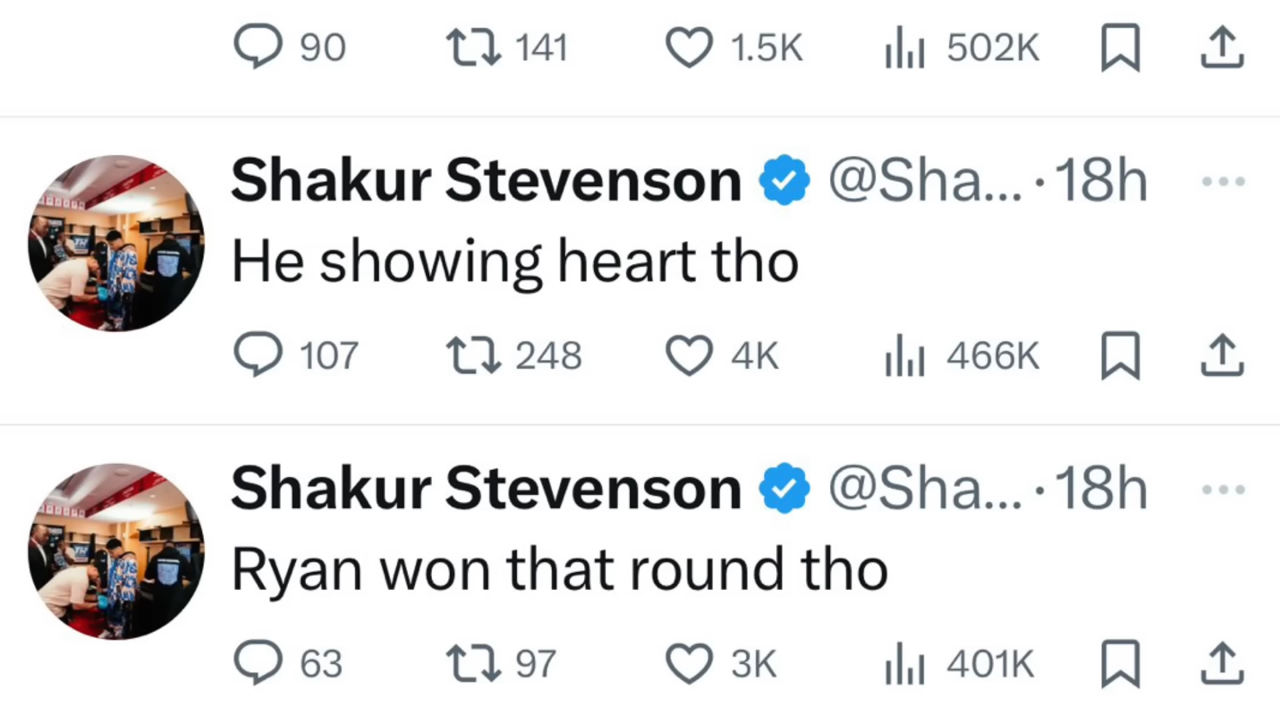 90 141 1.5K 502K
Shakur Stevenson @Sha... · 18h
He showing heart tho
107 248 4K 466K
Shakur Stevenson @Sha... · 18h
Ryan won that round tho
63 97 3K 401K